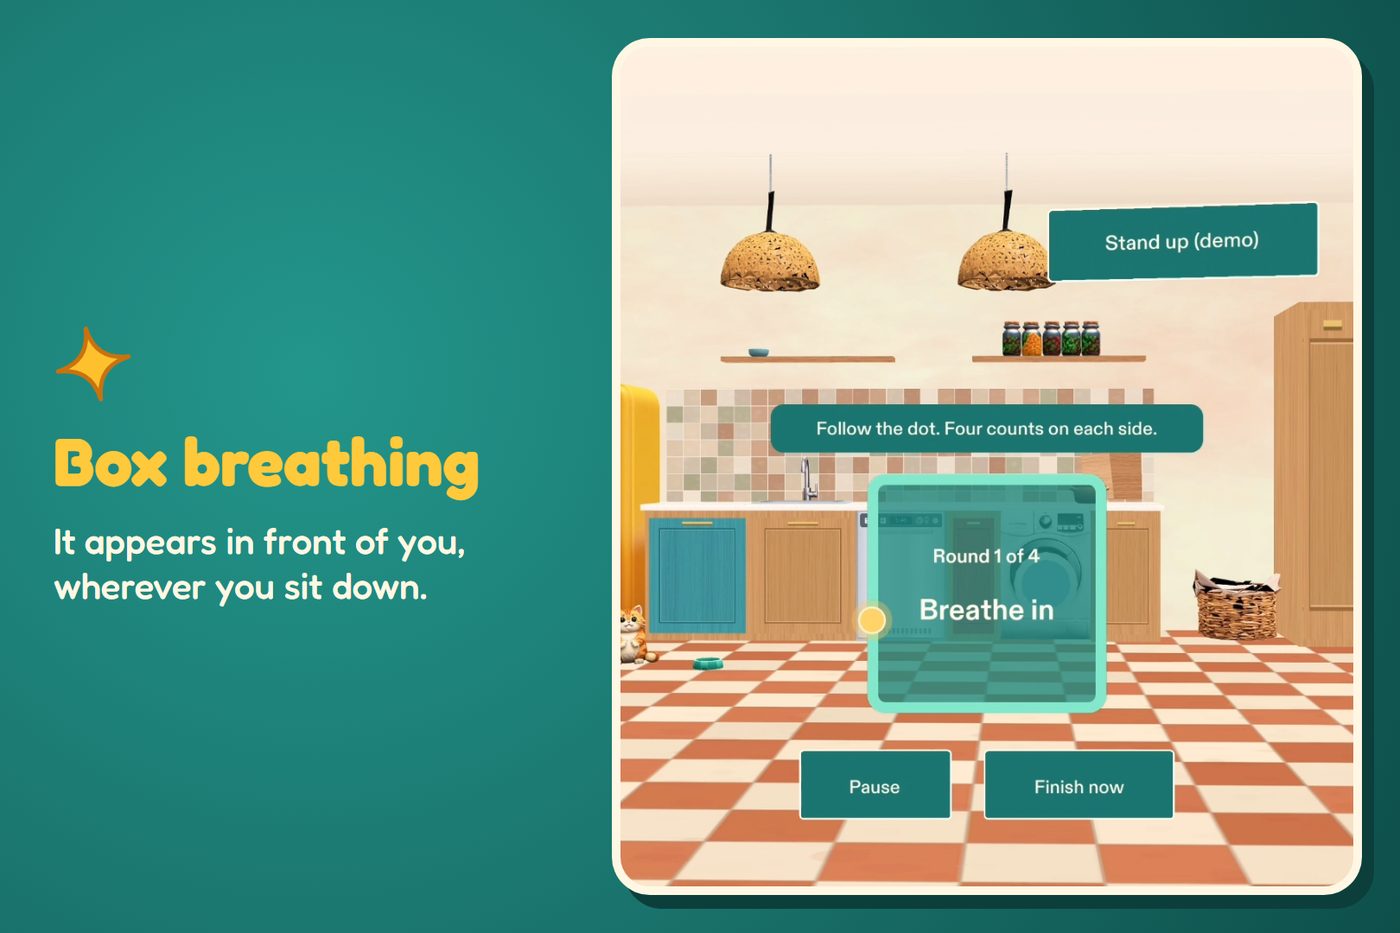 Box breathing
It appears in front of you,
wherever you sit down.
Stand up (demo)
Follow the dot. Four counts on each side.
Round 1 of 4
Breathe in
Pause
Finish now